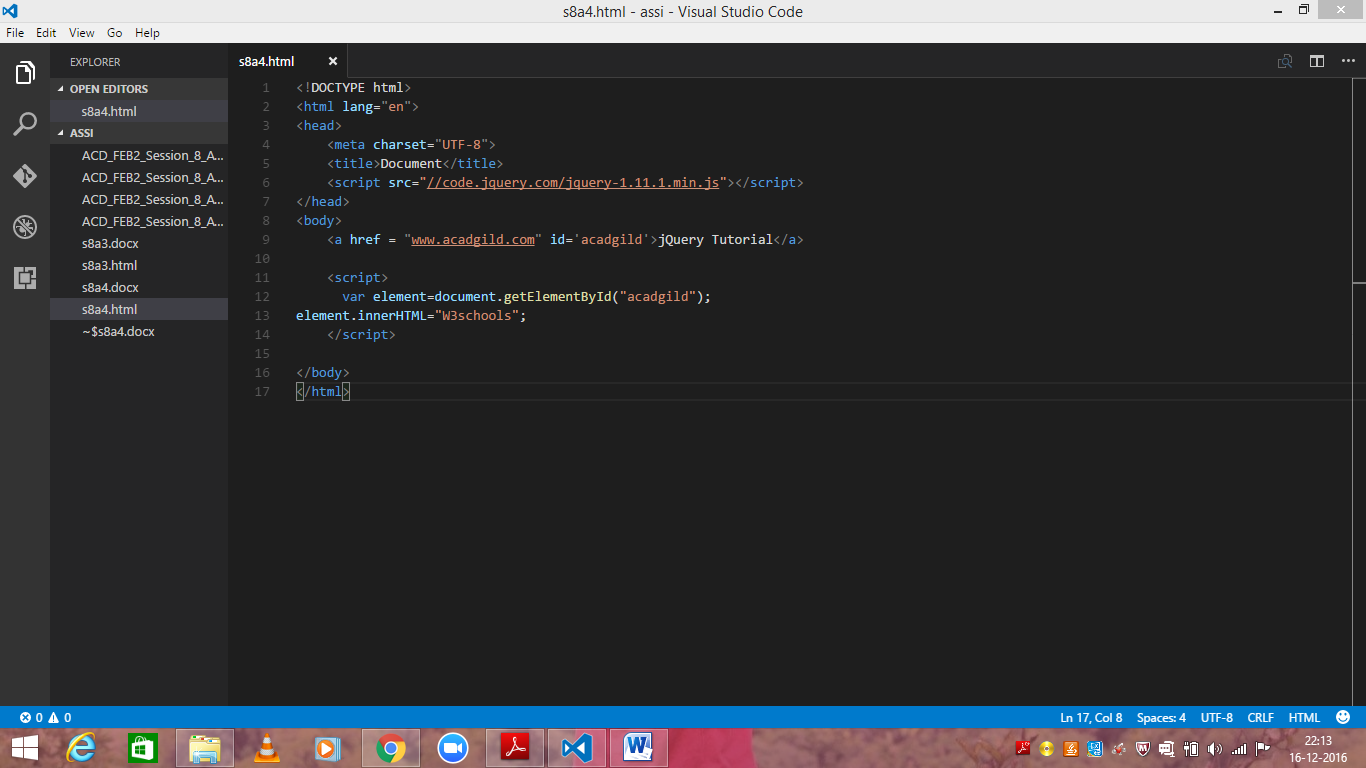 s8a4.html - assi - Visual Studio Code
File Edit View Go Help
EXPLORER
OPEN EDITORS
s8a4.html
ASSI
ACD_FEB2_Session_8_A...
ACD_FEB2_Session_8_A...
ACD_FEB2_Session_8_A...
ACD_FEB2_Session_8_A...
s8a3.docx
s8a3.html
s8a4.docx
s8a4.html
~$s8a4.docx
s8a4.html
1 <!DOCTYPE html>
2 <html lang="en">
3 <head>
4     <meta charset="UTF-8">
5     <title>Document</title>
6     <script src="//code.jquery.com/jquery-1.11.1.min.js"></script>
7 </head>
8 <body>
9     <a href = "www.acadgild.com" id='acadgild'>jQuery Tutorial</a>
10
11     <script>
12       var element=document.getElementById("acadgild");
13 element.innerHTML="W3schools";
14     </script>
15
16 </body>
17 </html>
0 0 Ln 17, Col 8 Spaces: 4 UTF-8 CRLF HTML
22:13
16-12-2016